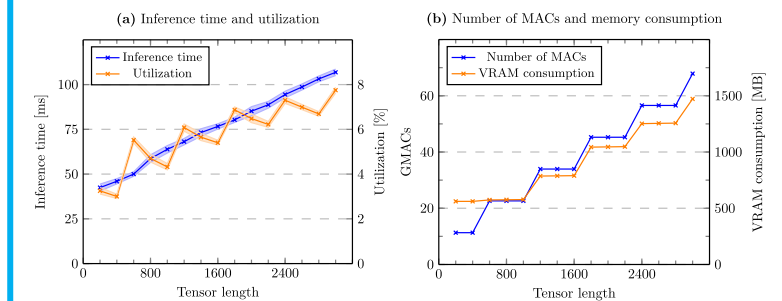 (a) Inference time and utilization
Inference time
Utilization
Inference time [ms]
100
75
50
25
0
8
6
4
2
0
Utilization [%]
0
800
1600
2400
Tensor length
(b) Number of MACs and memory consumption
Number of MACs
VRAM consumption
GMACs
60
40
20
0
1500
1000
500
0
VRAM consumption [MB]
0
800
1600
2400
Tensor length